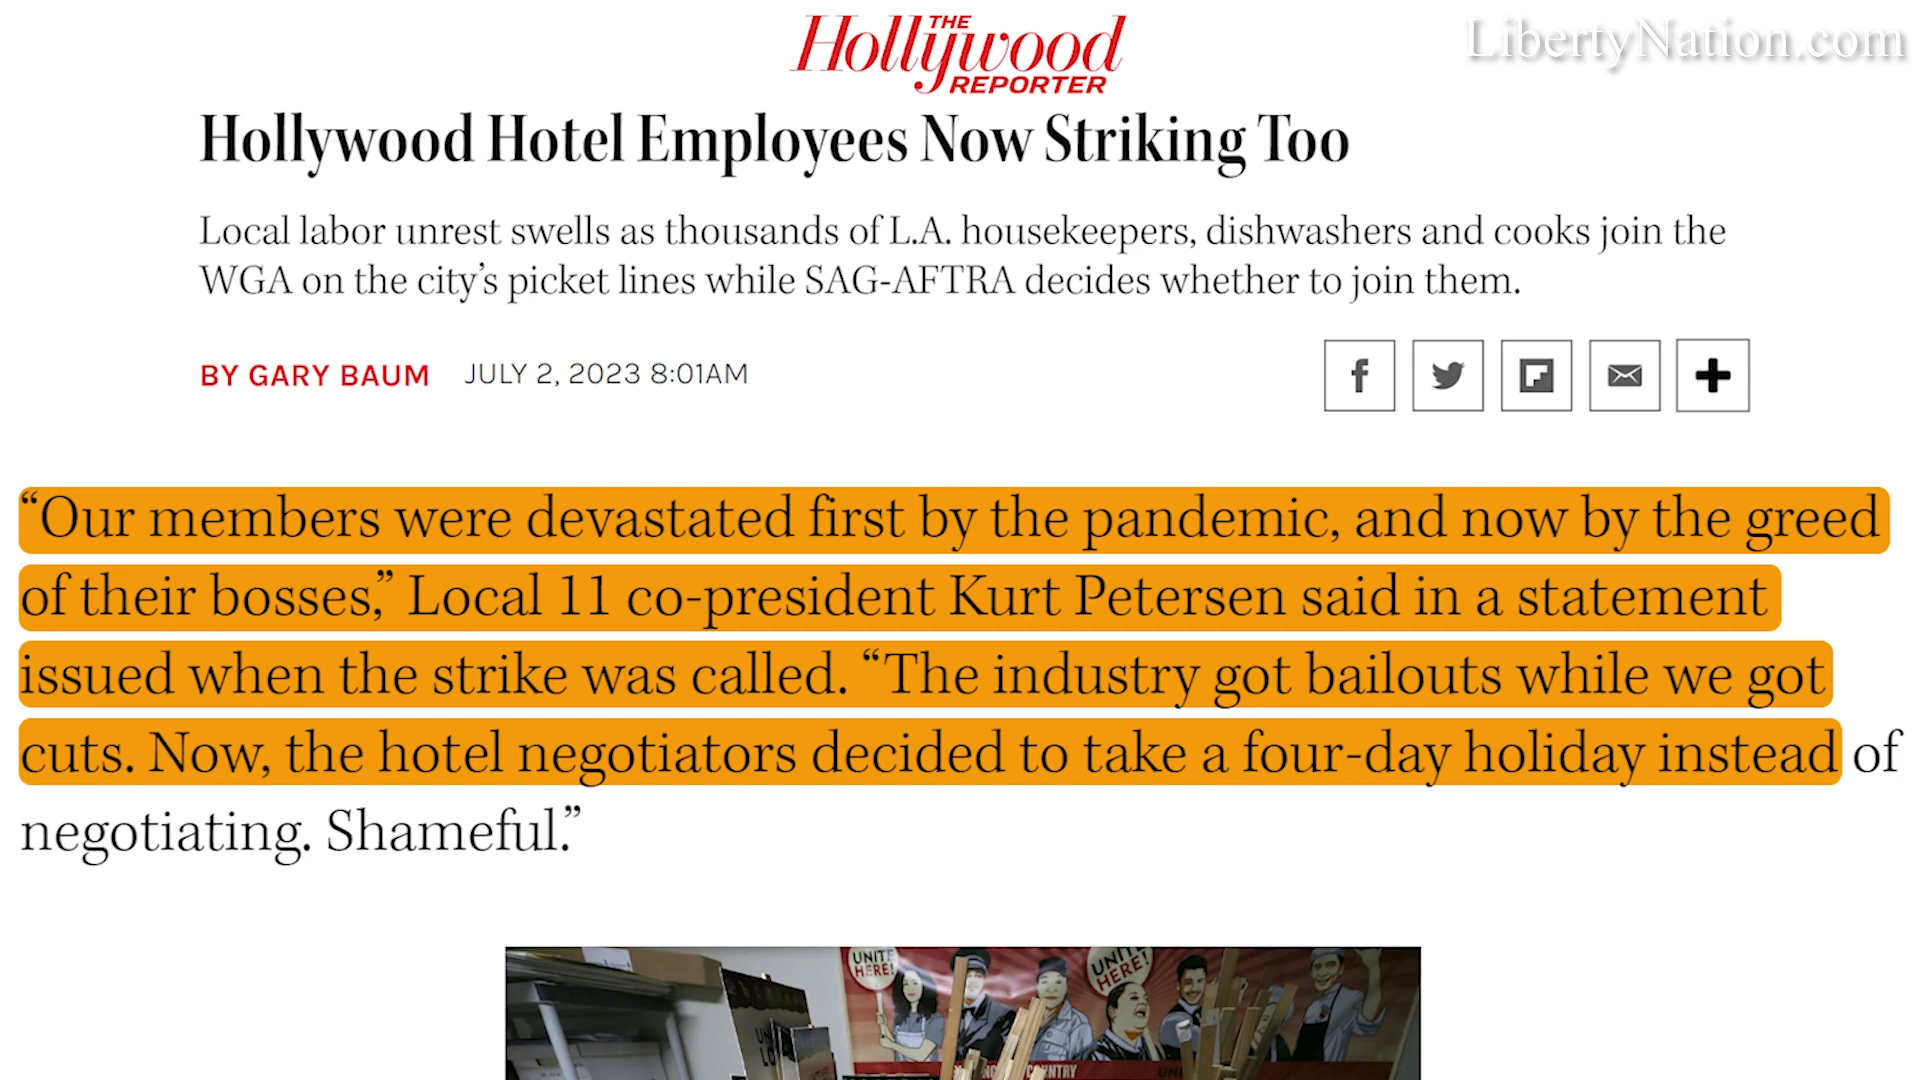 THE
Hollywood
REPORTER
LibertyNation.com
Hollywood Hotel Employees Now Striking Too
Local labor unrest swells as thousands of L.A. housekeepers, dishwashers and cooks join the
WGA on the city’s picket lines while SAG-AFTRA decides whether to join them.
BY GARY BAUM JULY 2, 2023 8:01AM
“Our members were devastated first by the pandemic, and now by the greed
of their bosses,” Local 11 co-president Kurt Petersen said in a statement
issued when the strike was called. “The industry got bailouts while we got
cuts. Now, the hotel negotiators decided to take a four-day holiday instead of
negotiating. Shameful.”
UNITE
HERE!
UNITE
HERE!